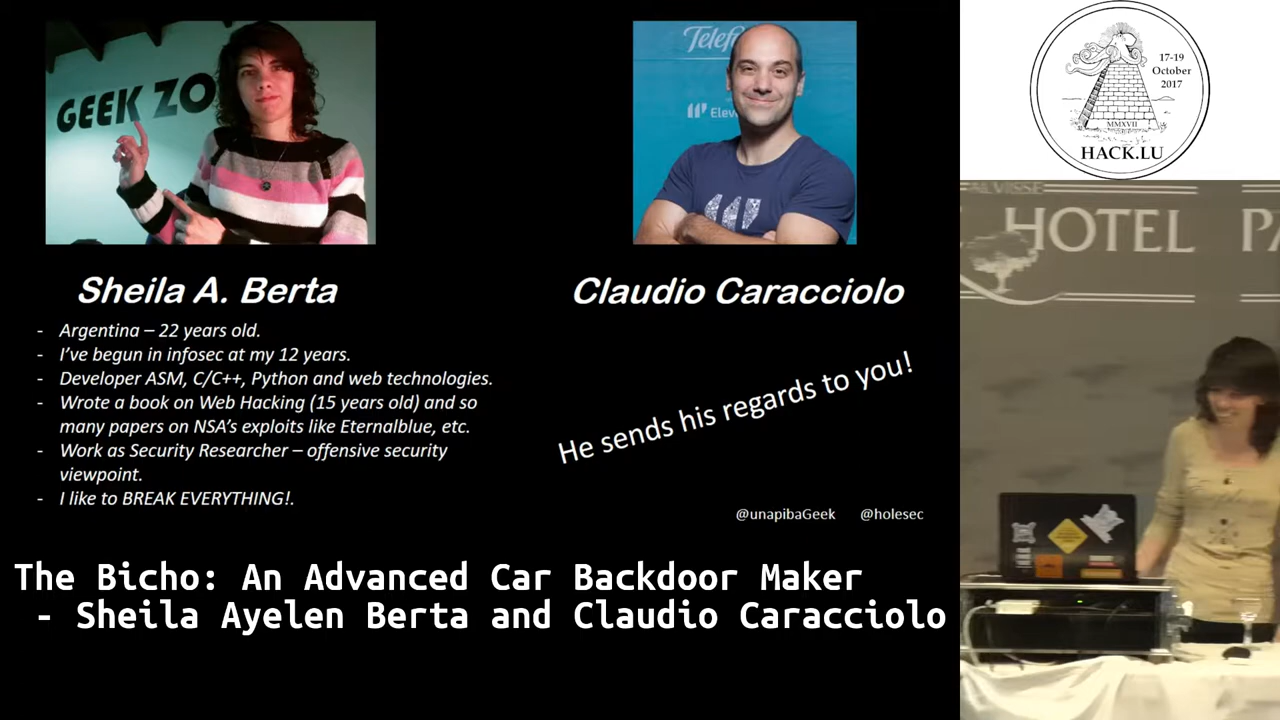 GEEK ZO
Telef
Elev
Sheila A. Berta
- Argentina – 22 years old.
- I've begun in infosec at my 12 years.
- Developer ASM, C/C++, Python and web technologies.
- Wrote a book on Web Hacking (15 years old) and so
many papers on NSA's exploits like Eternalblue, etc.
- Work as Security Researcher – offensive security
viewpoint.
- I like to BREAK EVERYTHING!.
Claudio Caracciolo
He sends his regards to you!
@unapibaGeek @holesec
The Bicho: An Advanced Car Backdoor Maker
- Sheila Ayelen Berta and Claudio Caracciolo
17-19
October
2017
MMXVII
HACK.LU
ALVISSE
HOTEL PA